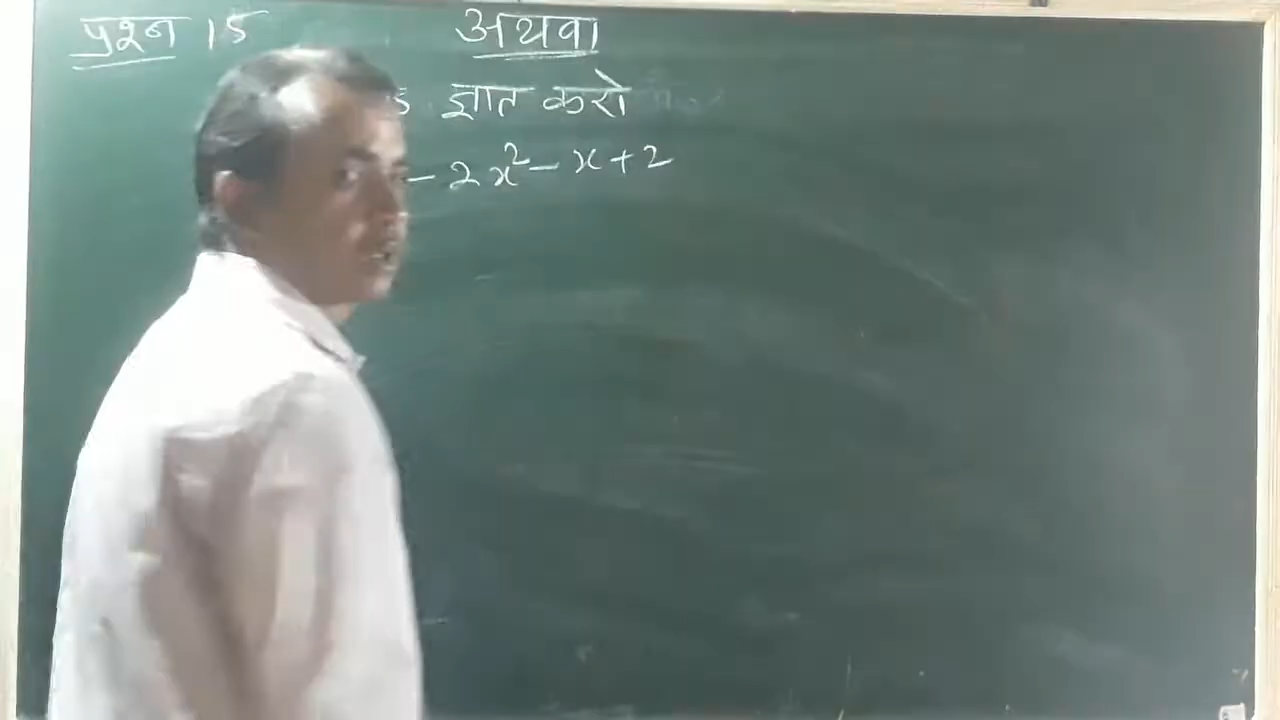 प्रश्न 15 अथवा
ज्ञात करो
- 2x² - x + 2